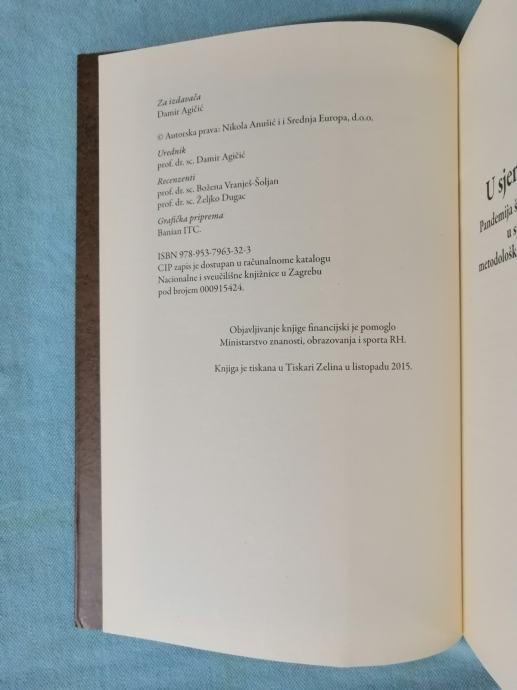 Za izdavača
Damir Agičić
© Autorska prava: Nikola Anušić i i Srednja Europa, d.o.o.
Urednik
prof. dr. sc. Damir Agičić
Recenzenti
prof. dr. sc. Božena Vranješ-Šoljan
prof. dr. sc. Željko Dugac
Grafička priprema
Banian ITC.
ISBN 978-953-7963-32-3
CIP zapis je dostupan u računalnome katalogu
Nacionalne i sveučilišne knjižnice u Zagrebu
pod brojem 000915424.
Objavljivanje knjige financijski je pomoglo
Ministarstvo znanosti, obrazovanja i sporta RH.
Knjiga je tiskana u Tiskari Zelina u listopadu 2015.
U sjen
Pandemija š
u s
metodološk